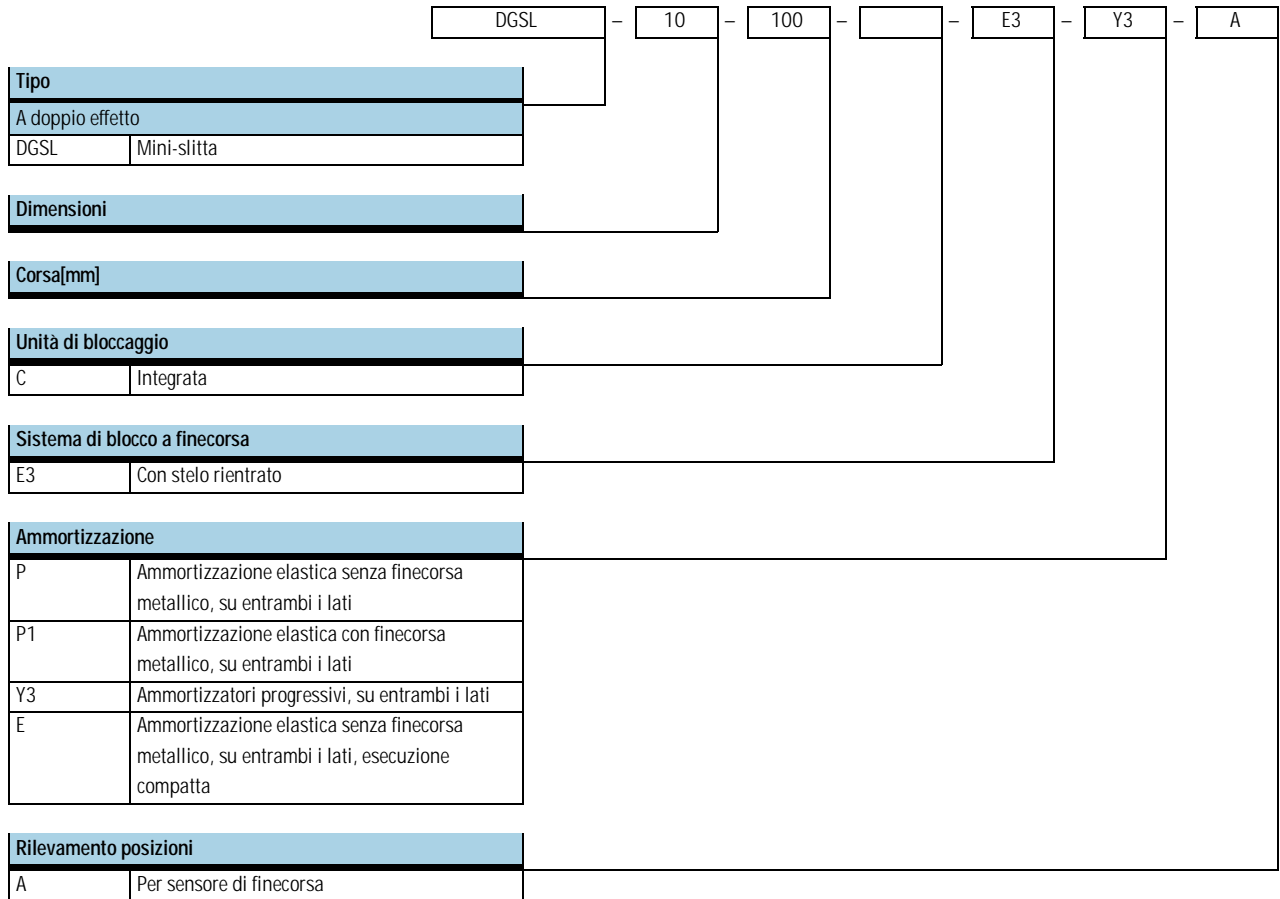 DGSL – 10 – 100 – – E3 – Y3 – A
Tipo
A doppio effetto
DGSL Mini-slitta
Dimensioni
Corsa[mm]
Unità di bloccaggio
C Integrata
Sistema di blocco a finecorsa
E3 Con stelo rientrato
Ammortizzazione
P Ammortizzazione elastica senza finecorsa
metallico, su entrambi i lati
P1 Ammortizzazione elastica con finecorsa
metallico, su entrambi i lati
Y3 Ammortizzatori progressivi, su entrambi i lati
E Ammortizzazione elastica senza finecorsa
metallico, su entrambi i lati, esecuzione
compatta
Rilevamento posizioni
A Per sensore di finecorsa